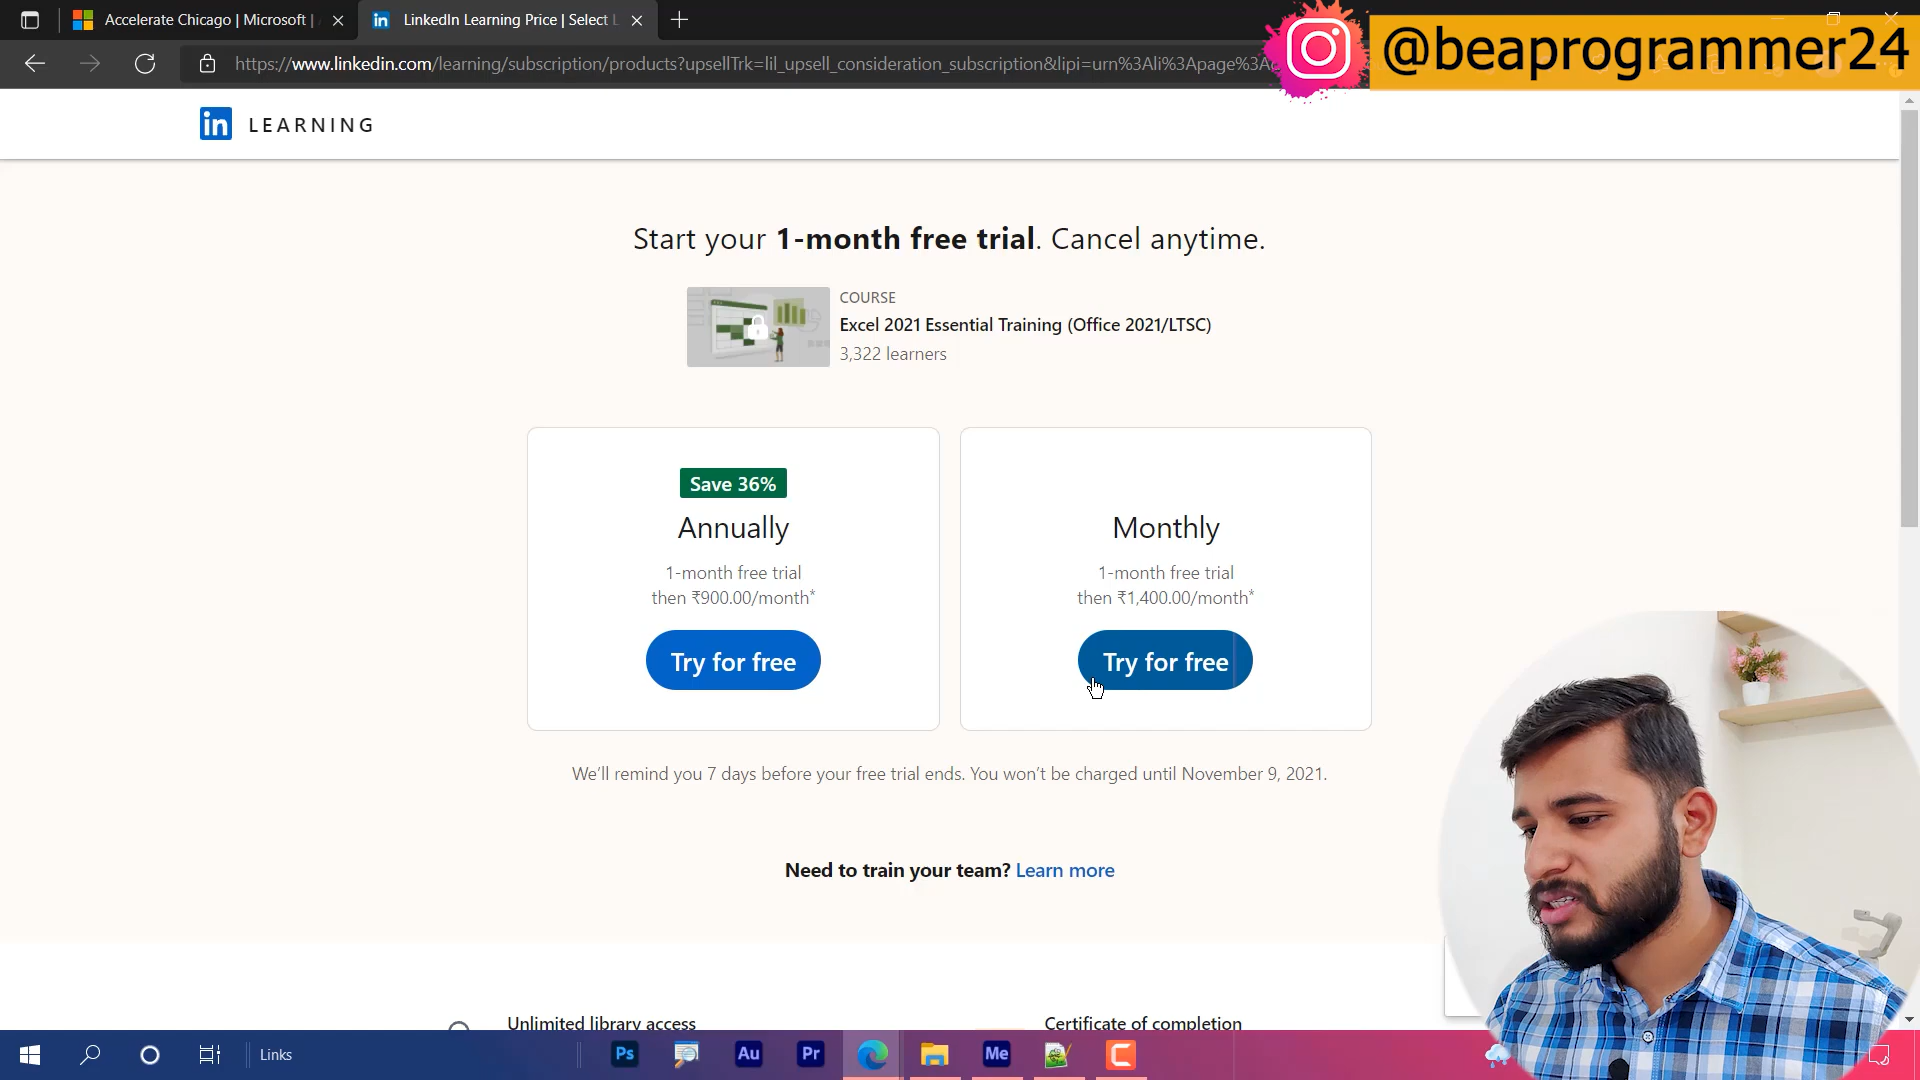 Accelerate Chicago | Microsoft |
LinkedIn Learning Price | Select L
@beaprogrammer24
https://www.linkedin.com/learning/subscription/products?upsellTrk=lil_upsell_consideration_subscription&lipi=urn%3Ali%3Apage%3A
in LEARNING
Start your 1-month free trial. Cancel anytime.
COURSE
Excel 2021 Essential Training (Office 2021/LTSC)
3,322 learners
Save 36%
Annually
1-month free trial
then ₹900.00/month*
Try for free
Monthly
1-month free trial
then ₹1,400.00/month*
Try for free
We'll remind you 7 days before your free trial ends. You won't be charged until November 9, 2021.
Need to train your team? Learn more
Unlimited library access
Certificate of completion
Links
Ps
Au
Pr
Me